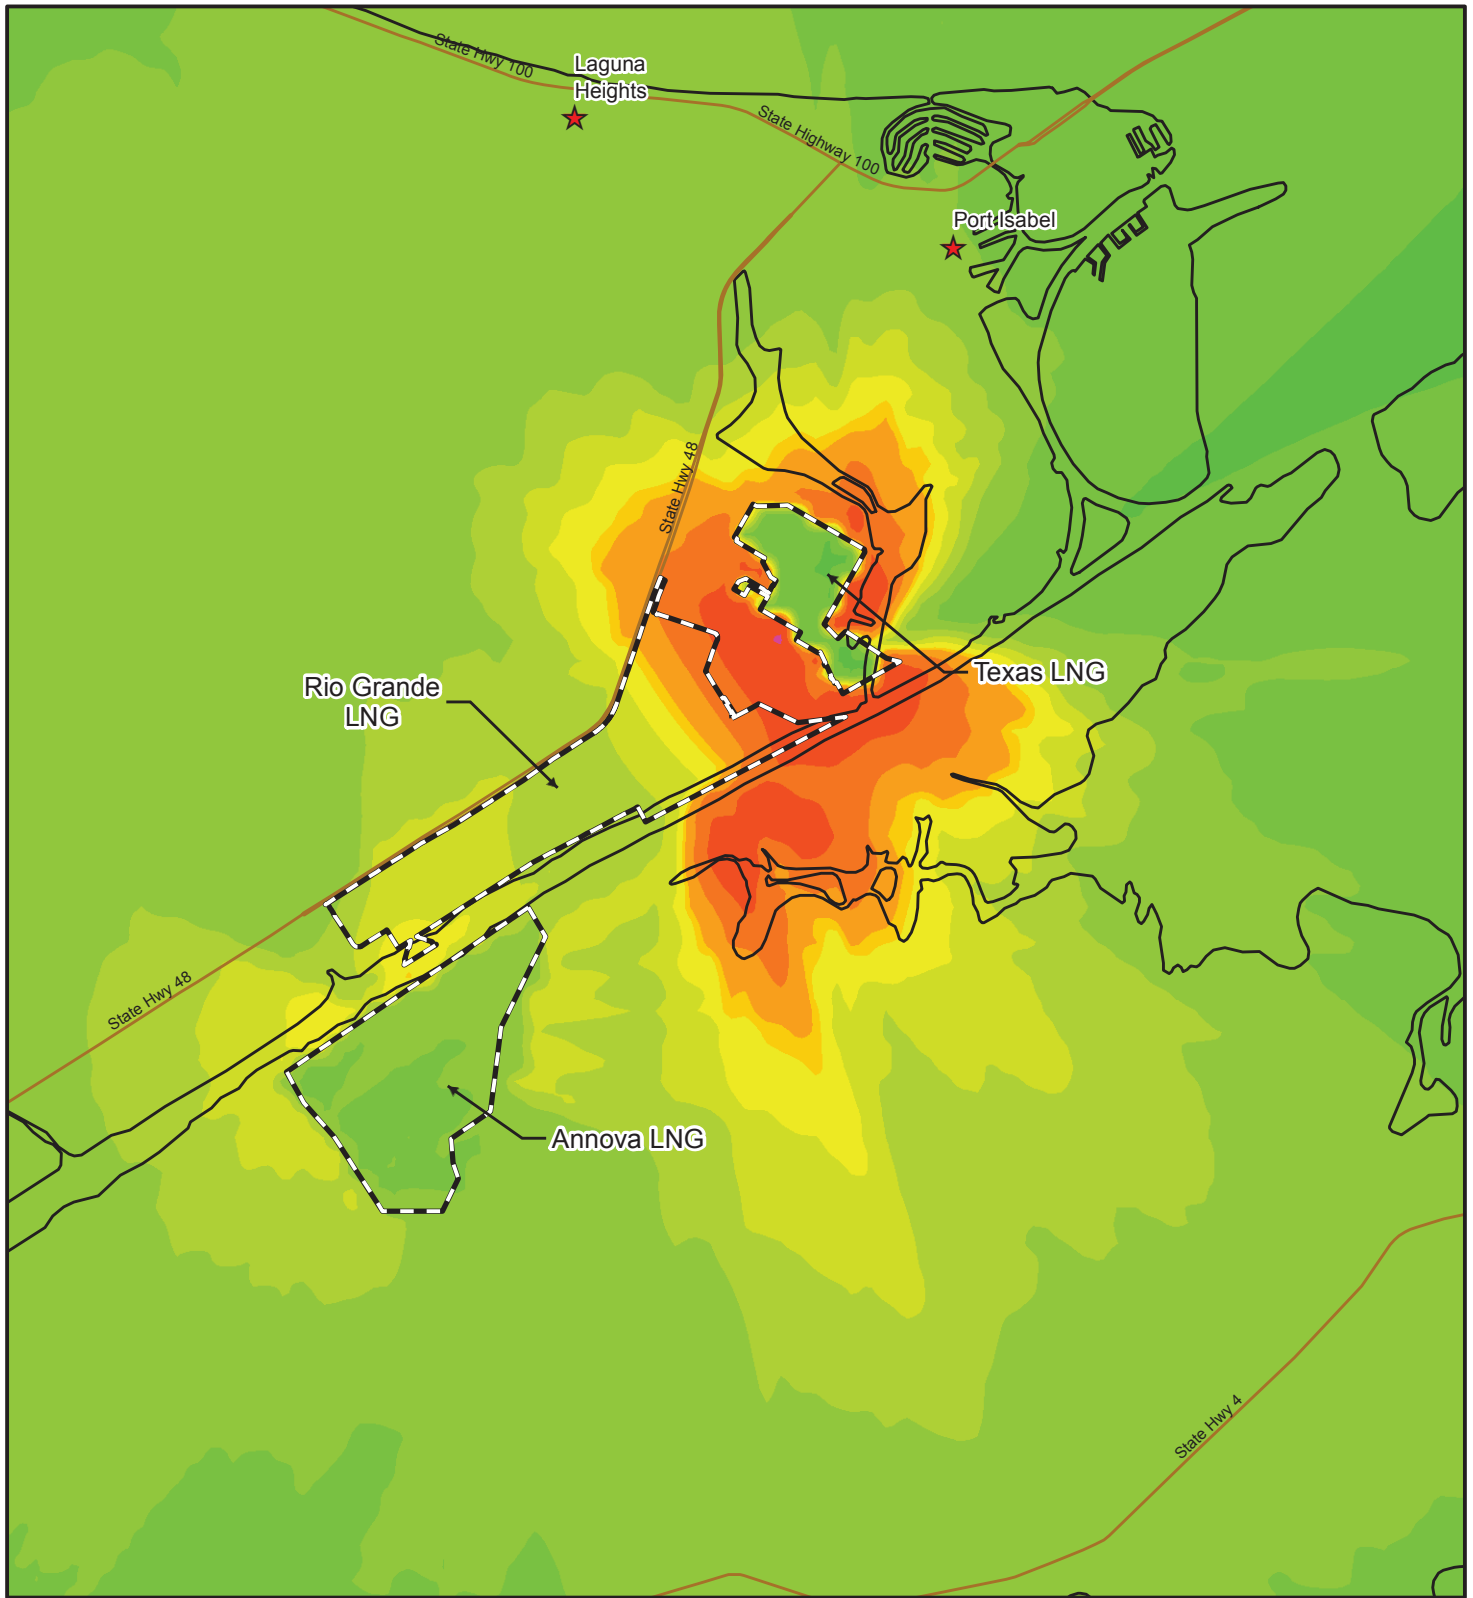 State Hwy 100
Laguna
Heights
State Highway 100
Port Isabel
State Hwy 48
Texas LNG
Rio Grande
LNG
State Hwy 48
Annova LNG
State Hwy 4